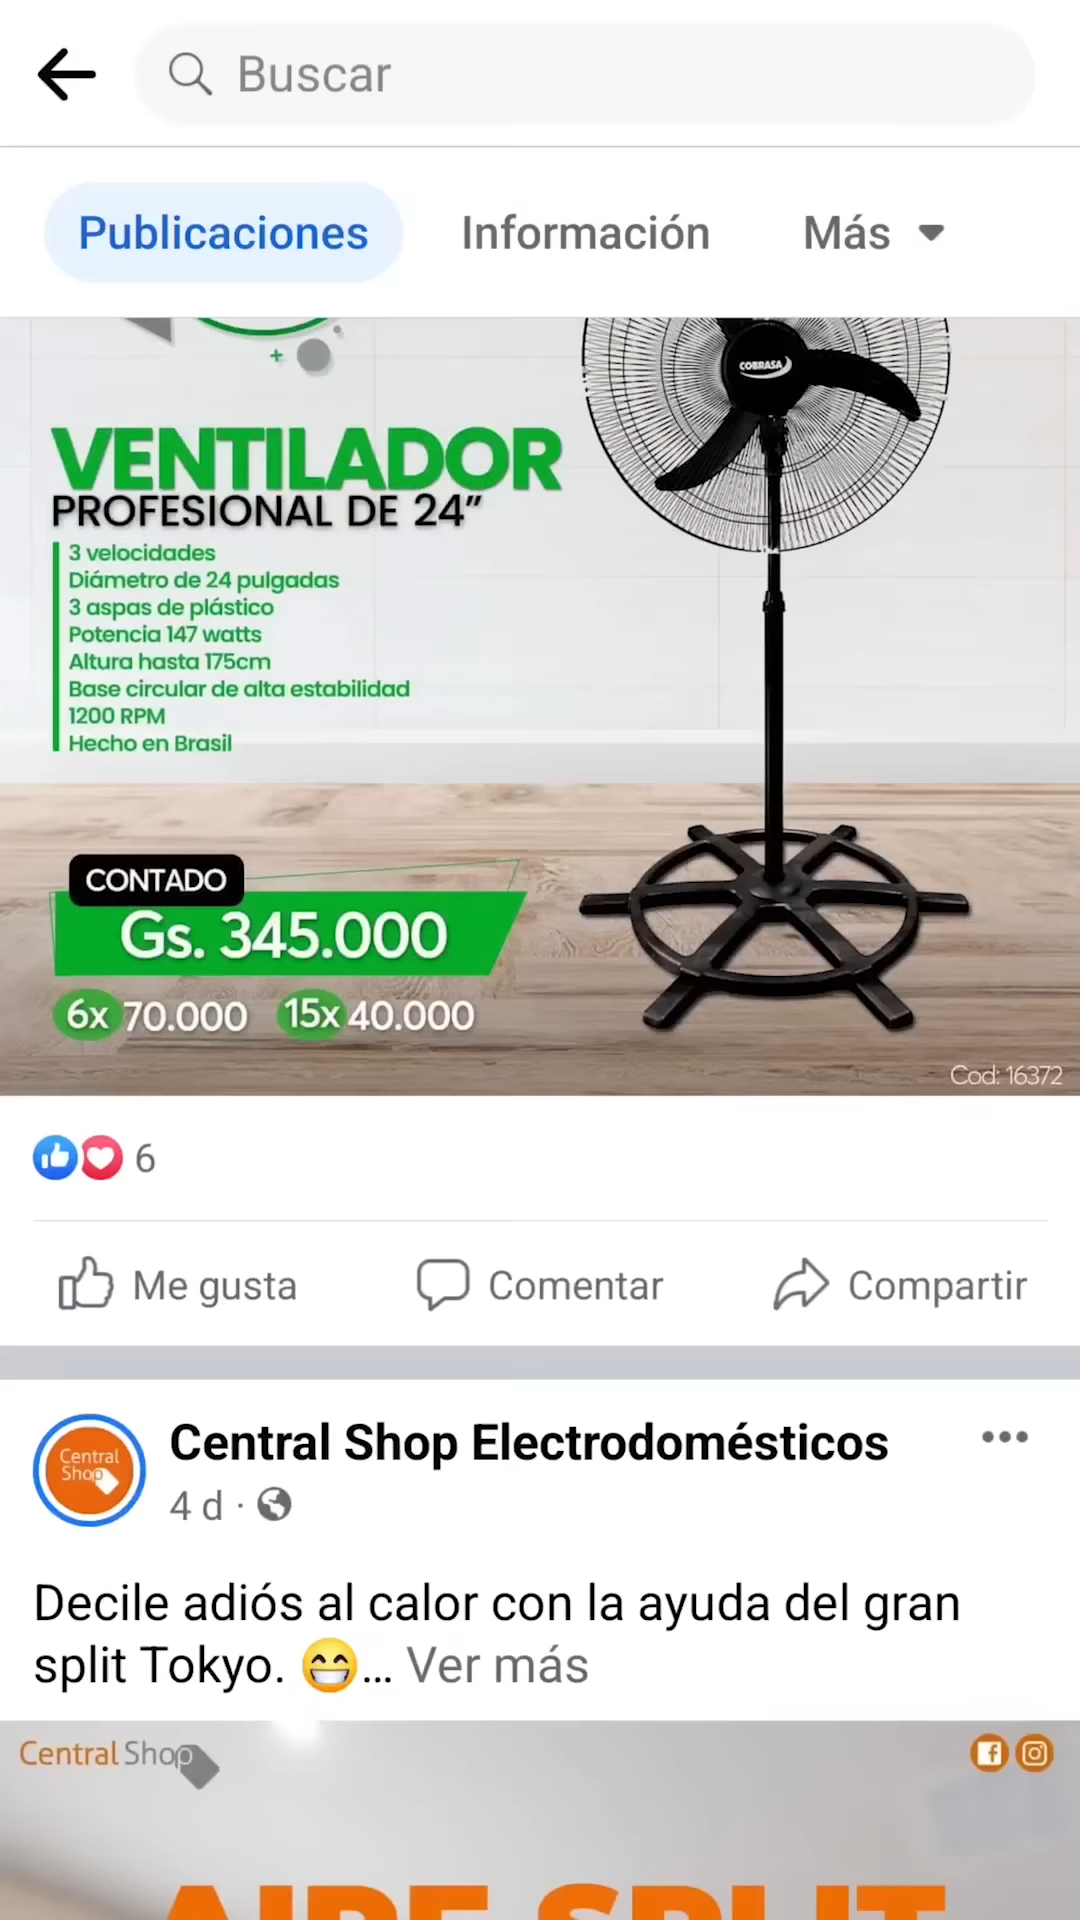 Buscar
Publicaciones
Información
Más
COBRASA
VENTILADOR
PROFESIONAL DE 24”
3 velocidades
Diámetro de 24 pulgadas
3 aspas de plástico
Potencia 147 watts
Altura hasta 175cm
Base circular de alta estabilidad
1200 RPM
Hecho en Brasil
CONTADO
Gs. 345.000
6x 70.000 15x 40.000
Cod: 16372
6
Me gusta
Comentar
Compartir
Central Shop
Central Shop Electrodomésticos
4 d ·
Decile adiós al calor con la ayuda del gran
split Tokyo. 😁... Ver más
Central Shop
AIRE SPLIT